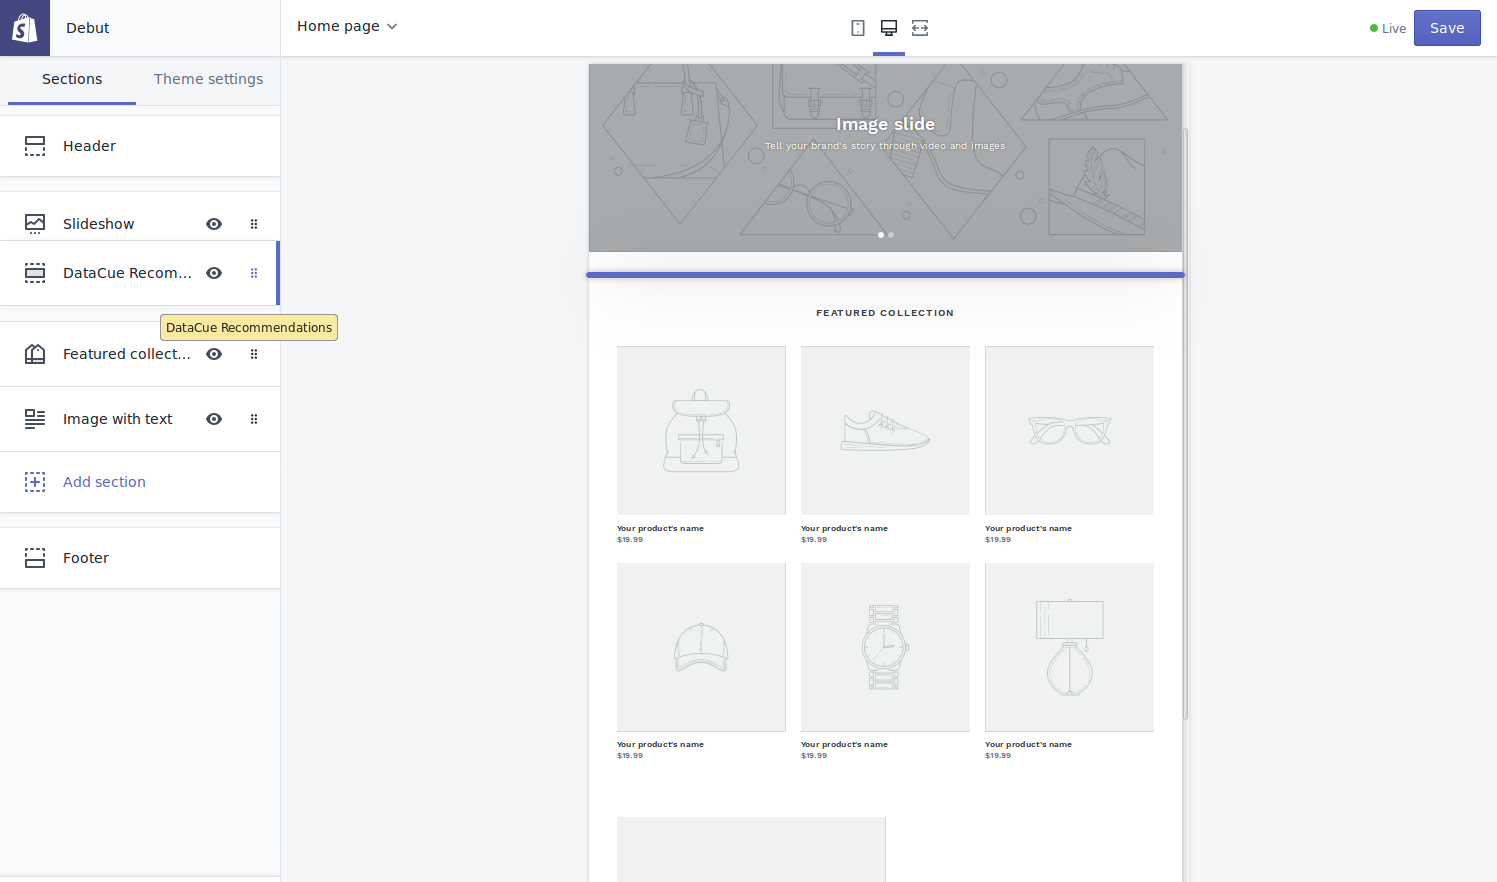 Debut
Home page
Live
Save
Sections
Theme settings
Header
Slideshow
DataCue Recom...
DataCue Recommendations
Featured collect...
Image with text
Add section
Footer
Image slide
Tell your brand's story through video and images
FEATURED COLLECTION
Your product's name
$19.99
Your product's name
$19.99
Your product's name
$19.99
Your product's name
$19.99
Your product's name
$19.99
Your product's name
$19.99